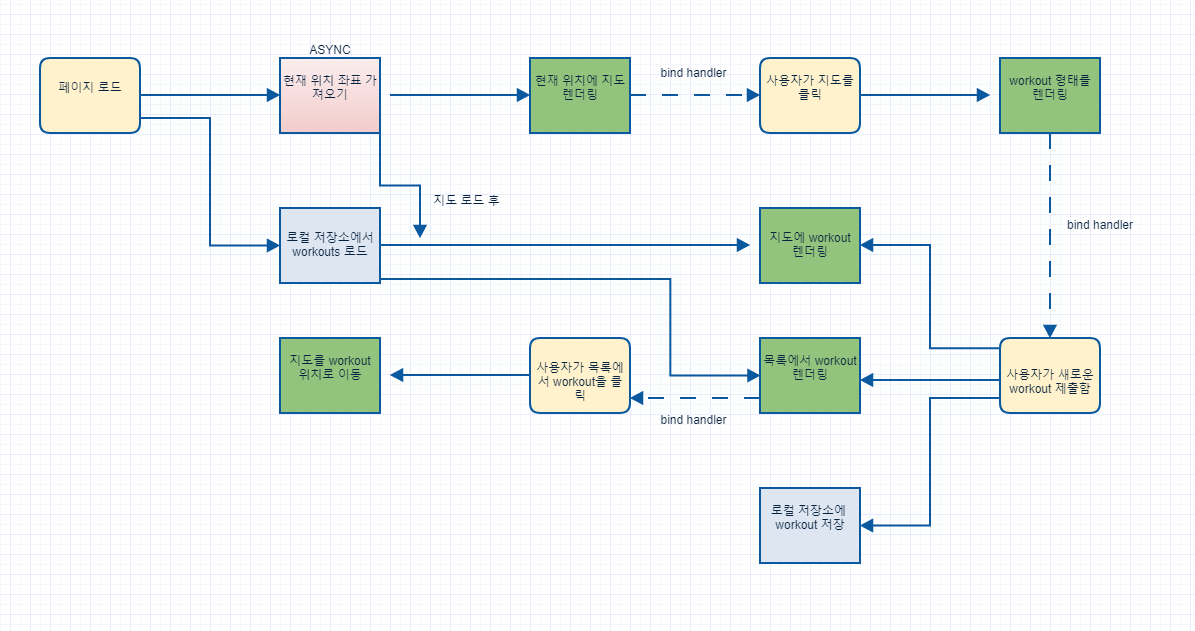 ASYNC
페이지 로드
현재 위치 좌표 가
져오기
현재 위치에 지도
렌더링
bind handler
사용자가 지도를
클릭
workout 형태를
렌더링
지도 로드 후
bind handler
로컬 저장소에서
workouts 로드
지도에 workout
렌더링
지도를 workout
위치로 이동
사용자가 목록에
서 workout을 클
릭
목록에서 workout
렌더링
사용자가 새로운
workout 제출함
bind handler
로컬 저장소에
workout 저장